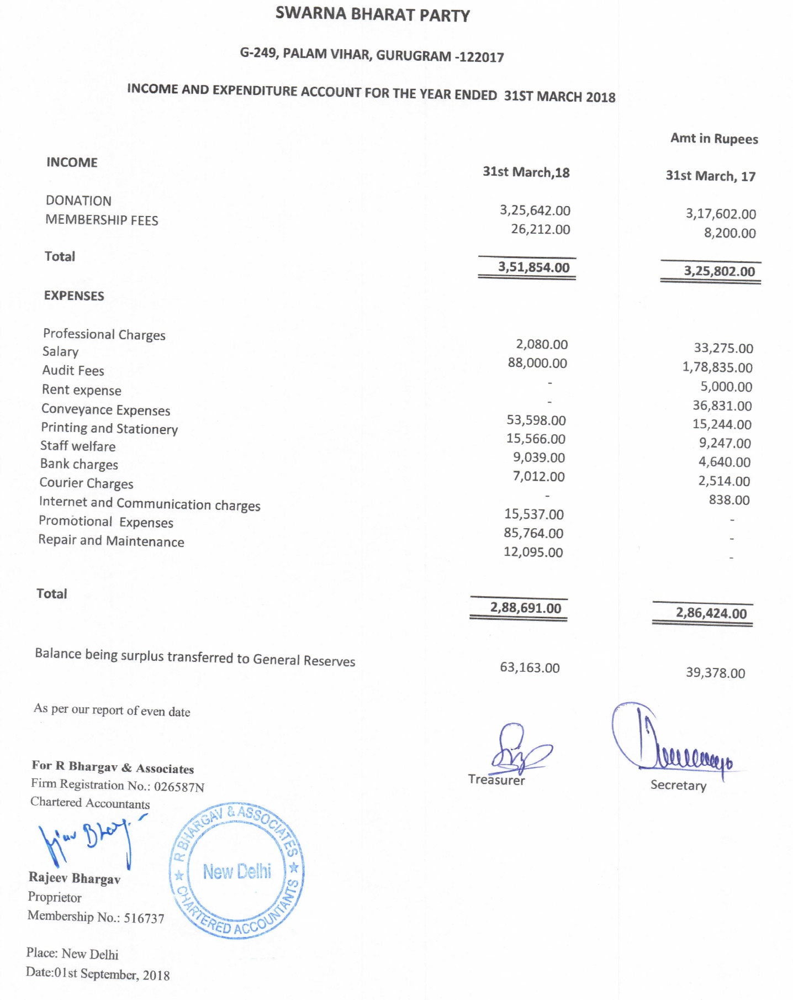 SWARNA BHARAT PARTY
G-249, PALAM VIHAR, GURUGRAM -122017
INCOME AND EXPENDITURE ACCOUNT FOR THE YEAR ENDED 31ST MARCH 2018
Amt in Rupees
INCOME 31st March,18 31st March, 17
DONATION 3,25,642.00 3,17,602.00
MEMBERSHIP FEES 26,212.00 8,200.00
Total 3,51,854.00 3,25,802.00
EXPENSES
Professional Charges 2,080.00 33,275.00
Salary 88,000.00 1,78,835.00
Audit Fees - 5,000.00
Rent expense - 36,831.00
Conveyance Expenses 53,598.00 15,244.00
Printing and Stationery 15,566.00 9,247.00
Staff welfare 9,039.00 4,640.00
Bank charges 7,012.00 2,514.00
Courier Charges - 838.00
Internet and Communication charges 15,537.00 -
Promotional Expenses 85,764.00 -
Repair and Maintenance 12,095.00 -
Total 2,88,691.00 2,86,424.00
Balance being surplus transferred to General Reserves 63,163.00 39,378.00
As per our report of even date
Treasurer Secretary
For R Bhargav & Associates
Firm Registration No.: 026587N
Chartered Accountants
R BHARGAV & ASSOCIATES
New Delhi
CHARTERED ACCOUNTANTS
Rajeev Bhargav
Proprietor
Membership No.: 516737
Place: New Delhi
Date:01st September, 2018